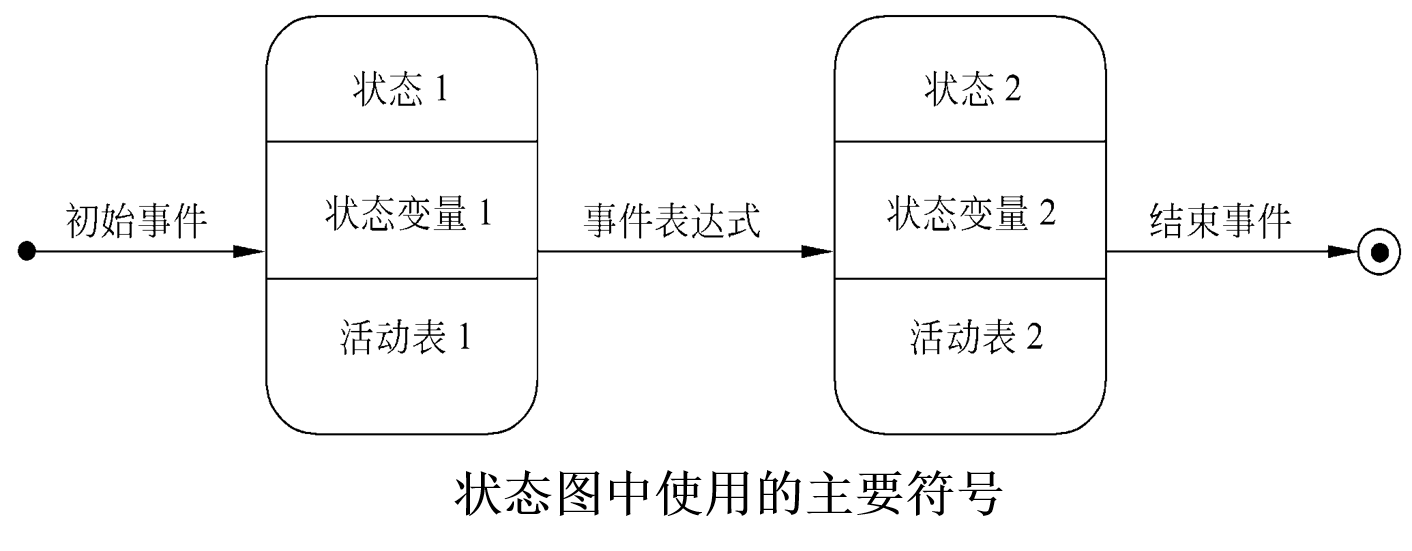 状态 1
状态 2
初始事件
状态变量 1
事件表达式
状态变量 2
结束事件
活动表 1
活动表 2
状态图中使用的主要符号